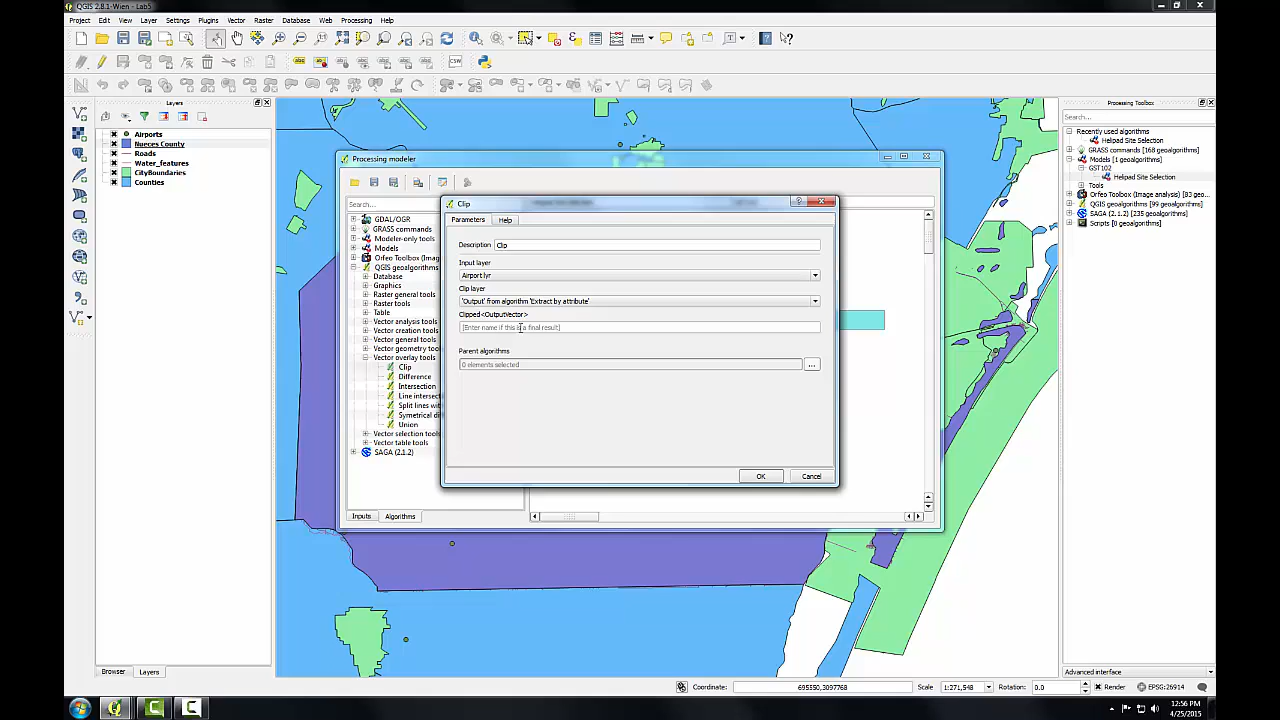 QGIS 2.8.1-Wien - Lab5
Project Edit View Layer Settings Plugins Vector Raster Database Web Processing Help
Layers
Airports
Nueces County
Roads
Water_features
CityBoundaries
Counties
Browser Layers
Processing modeler
Search...
GDAL/OGR
GRASS commands
Modeler-only tools
Models
Orfeo Toolbox (Imag
QGIS geoalgorithms
Database
Graphics
Raster general tools
Raster tools
Table
Vector analysis tools
Vector creation tools
Vector general tools
Vector geometry tool
Vector overlay tools
Clip
Difference
Intersection
Line intersec
Split lines wit
Symetrical di
Union
Vector selection tools
Vector table tools
SAGA (2.1.2)
Inputs Algorithms
Clip
Parameters Help
Description Clip
Input layer
Airport lyr
Clip layer
'Output' from algorithm 'Extract by attribute'
Clipped<OutputVector>
[Enter name if this is a final result]
Parent algorithms
0 elements selected
...
OK Cancel
Processing Toolbox
Search...
Recently used algorithms
Helipad Site Selection
GRASS commands [168 geoalgorithms]
Models [1 geoalgorithms]
GST102
Helipad Site Selection
Tools
Orfeo Toolbox (Image analysis) [83 geo
QGIS geoalgorithms [99 geoalgorithms]
SAGA (2.1.2) [235 geoalgorithms]
Scripts [0 geoalgorithms]
Advanced interface
Coordinate: 695550,3097768 Scale 1:271,548 Rotation: 0.0 Render EPSG:26914
12:56 PM
4/25/2015